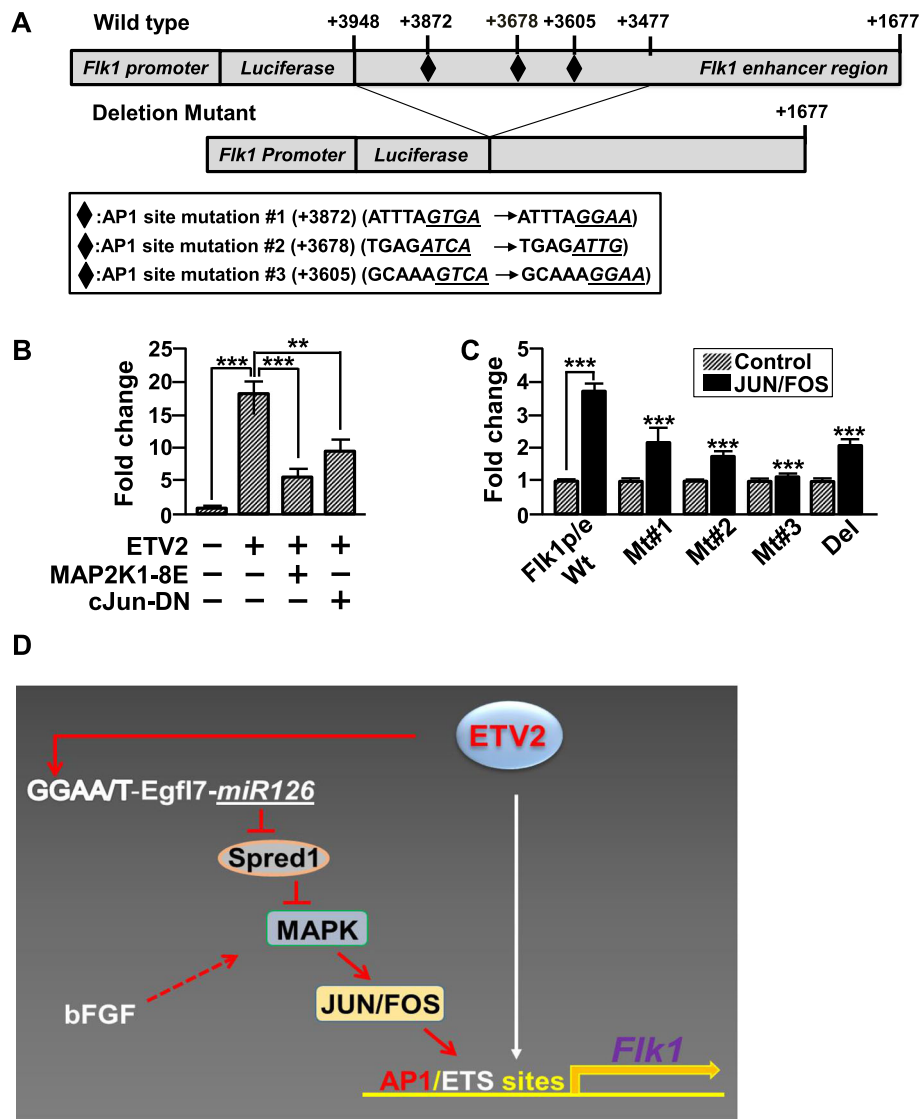 A
Wild type
+3948 +3872 +3678 +3605 +3477 +1677
Flk1 promoter Luciferase Flk1 enhancer region
Deletion Mutant
+1677
Flk1 Promoter Luciferase
♦:AP1 site mutation #1 (+3872) (ATTTAGTGA →ATTTAGGAA)
♦:AP1 site mutation #2 (+3678) (TGAGATCA →TGAGATTG)
♦:AP1 site mutation #3 (+3605) (GCAAAGTCA→GCAAAGGAA)
B
Fold change
25
20
15
10
5
0
*** *** **
ETV2 − + + +
MAP2K1-8E − − + −
cJun-DN − − − +
C
Fold change
5
4
3
2
1
0
Control
JUN/FOS
*** *** *** *** ***
Flk1p/e Wt
Mt#1
Mt#2
Mt#3
Del
D
ETV2
GGAA/T-Egfl7-miR126
Spred1
MAPK
bFGF
JUN/FOS
Flk1
AP1/ETS sites